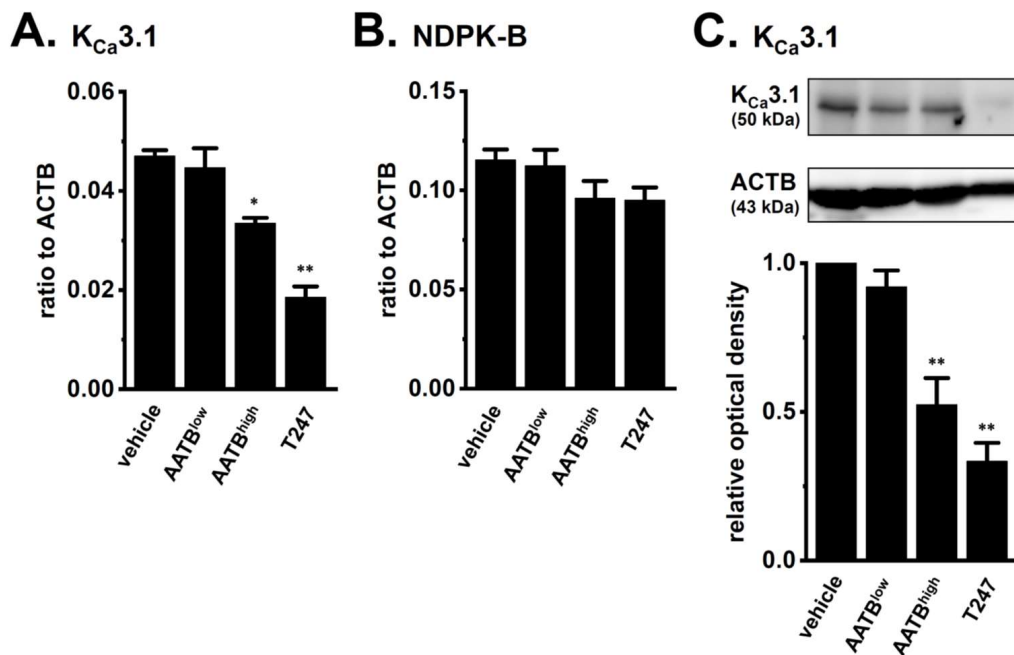 A. KCa3.1
ratio to ACTB
0.06
0.04
0.02
0.00
*
**
vehicle
AATBlow
AATBhigh
T247
B. NDPK-B
ratio to ACTB
0.15
0.10
0.05
0.00
vehicle
AATBlow
AATBhigh
T247
C. KCa3.1
KCa3.1
(50 kDa)
ACTB
(43 kDa)
relative optical density
1.0
0.5
0.0
**
**
vehicle
AATBlow
AATBhigh
T247